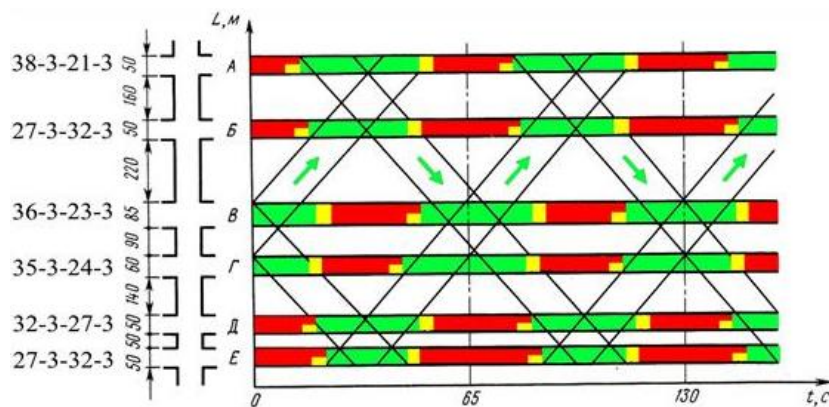 L, м
38-3-21-3 50 А
160
27-3-32-3 50 Б
220
36-3-23-3 85 В
90
35-3-24-3 60 Г
140
32-3-27-3 50 Д
50
27-3-32-3 50 Е
0 65 130 t, с